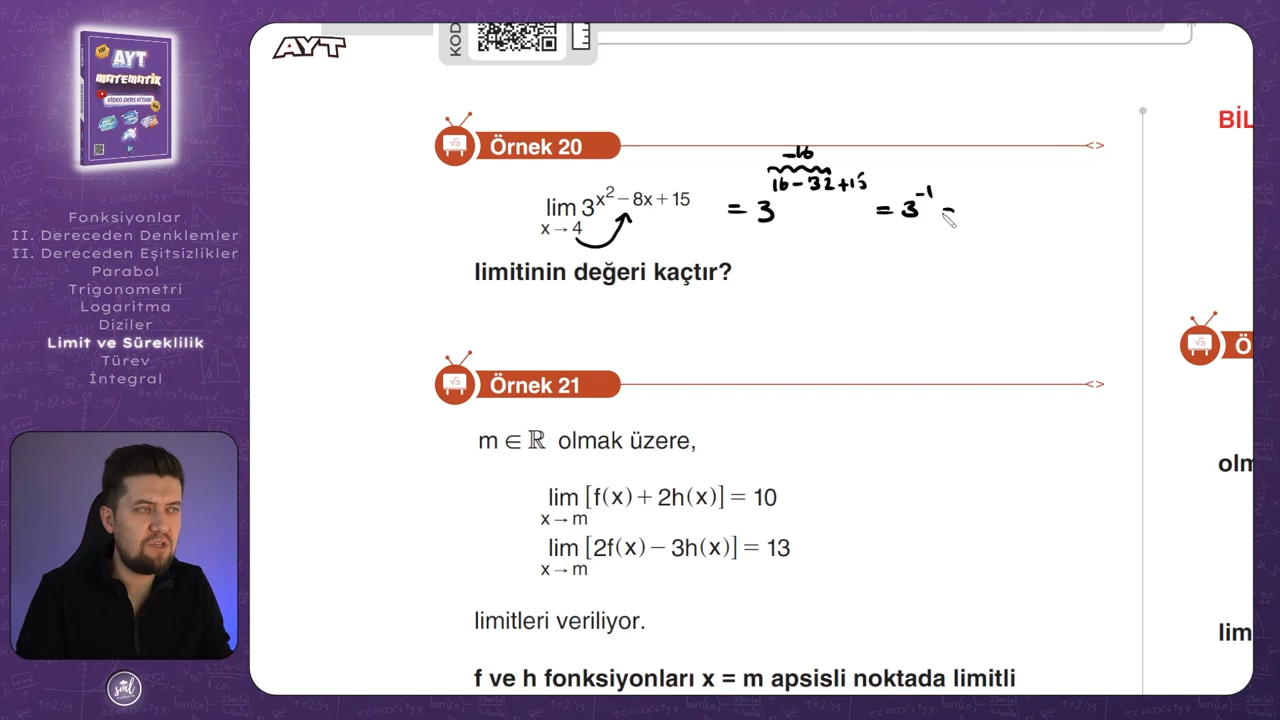 AYT
MATEMATİK
VİDEO DERS KİTABI
Fonksiyonlar
II. Dereceden Denklemler
II. Dereceden Eşitsizlikler
Parabol
Trigonometri
Logaritma
Diziler
Limit ve Süreklilik
Türev
İntegral
sml
AYT
KOD
Örnek 20
lim 3^(x² − 8x + 15) = 3^(16 − 32 + 15) = 3^(-1) =
-16
x → 4
limitinin değeri kaçtır?
Örnek 21
m ∈ ℝ olmak üzere,
lim [f(x) + 2h(x)] = 10
x → m
lim [2f(x) − 3h(x)] = 13
x → m
limitleri veriliyor.
f ve h fonksiyonları x = m apsisli noktada limitli
BİL
Ö
olm
lim